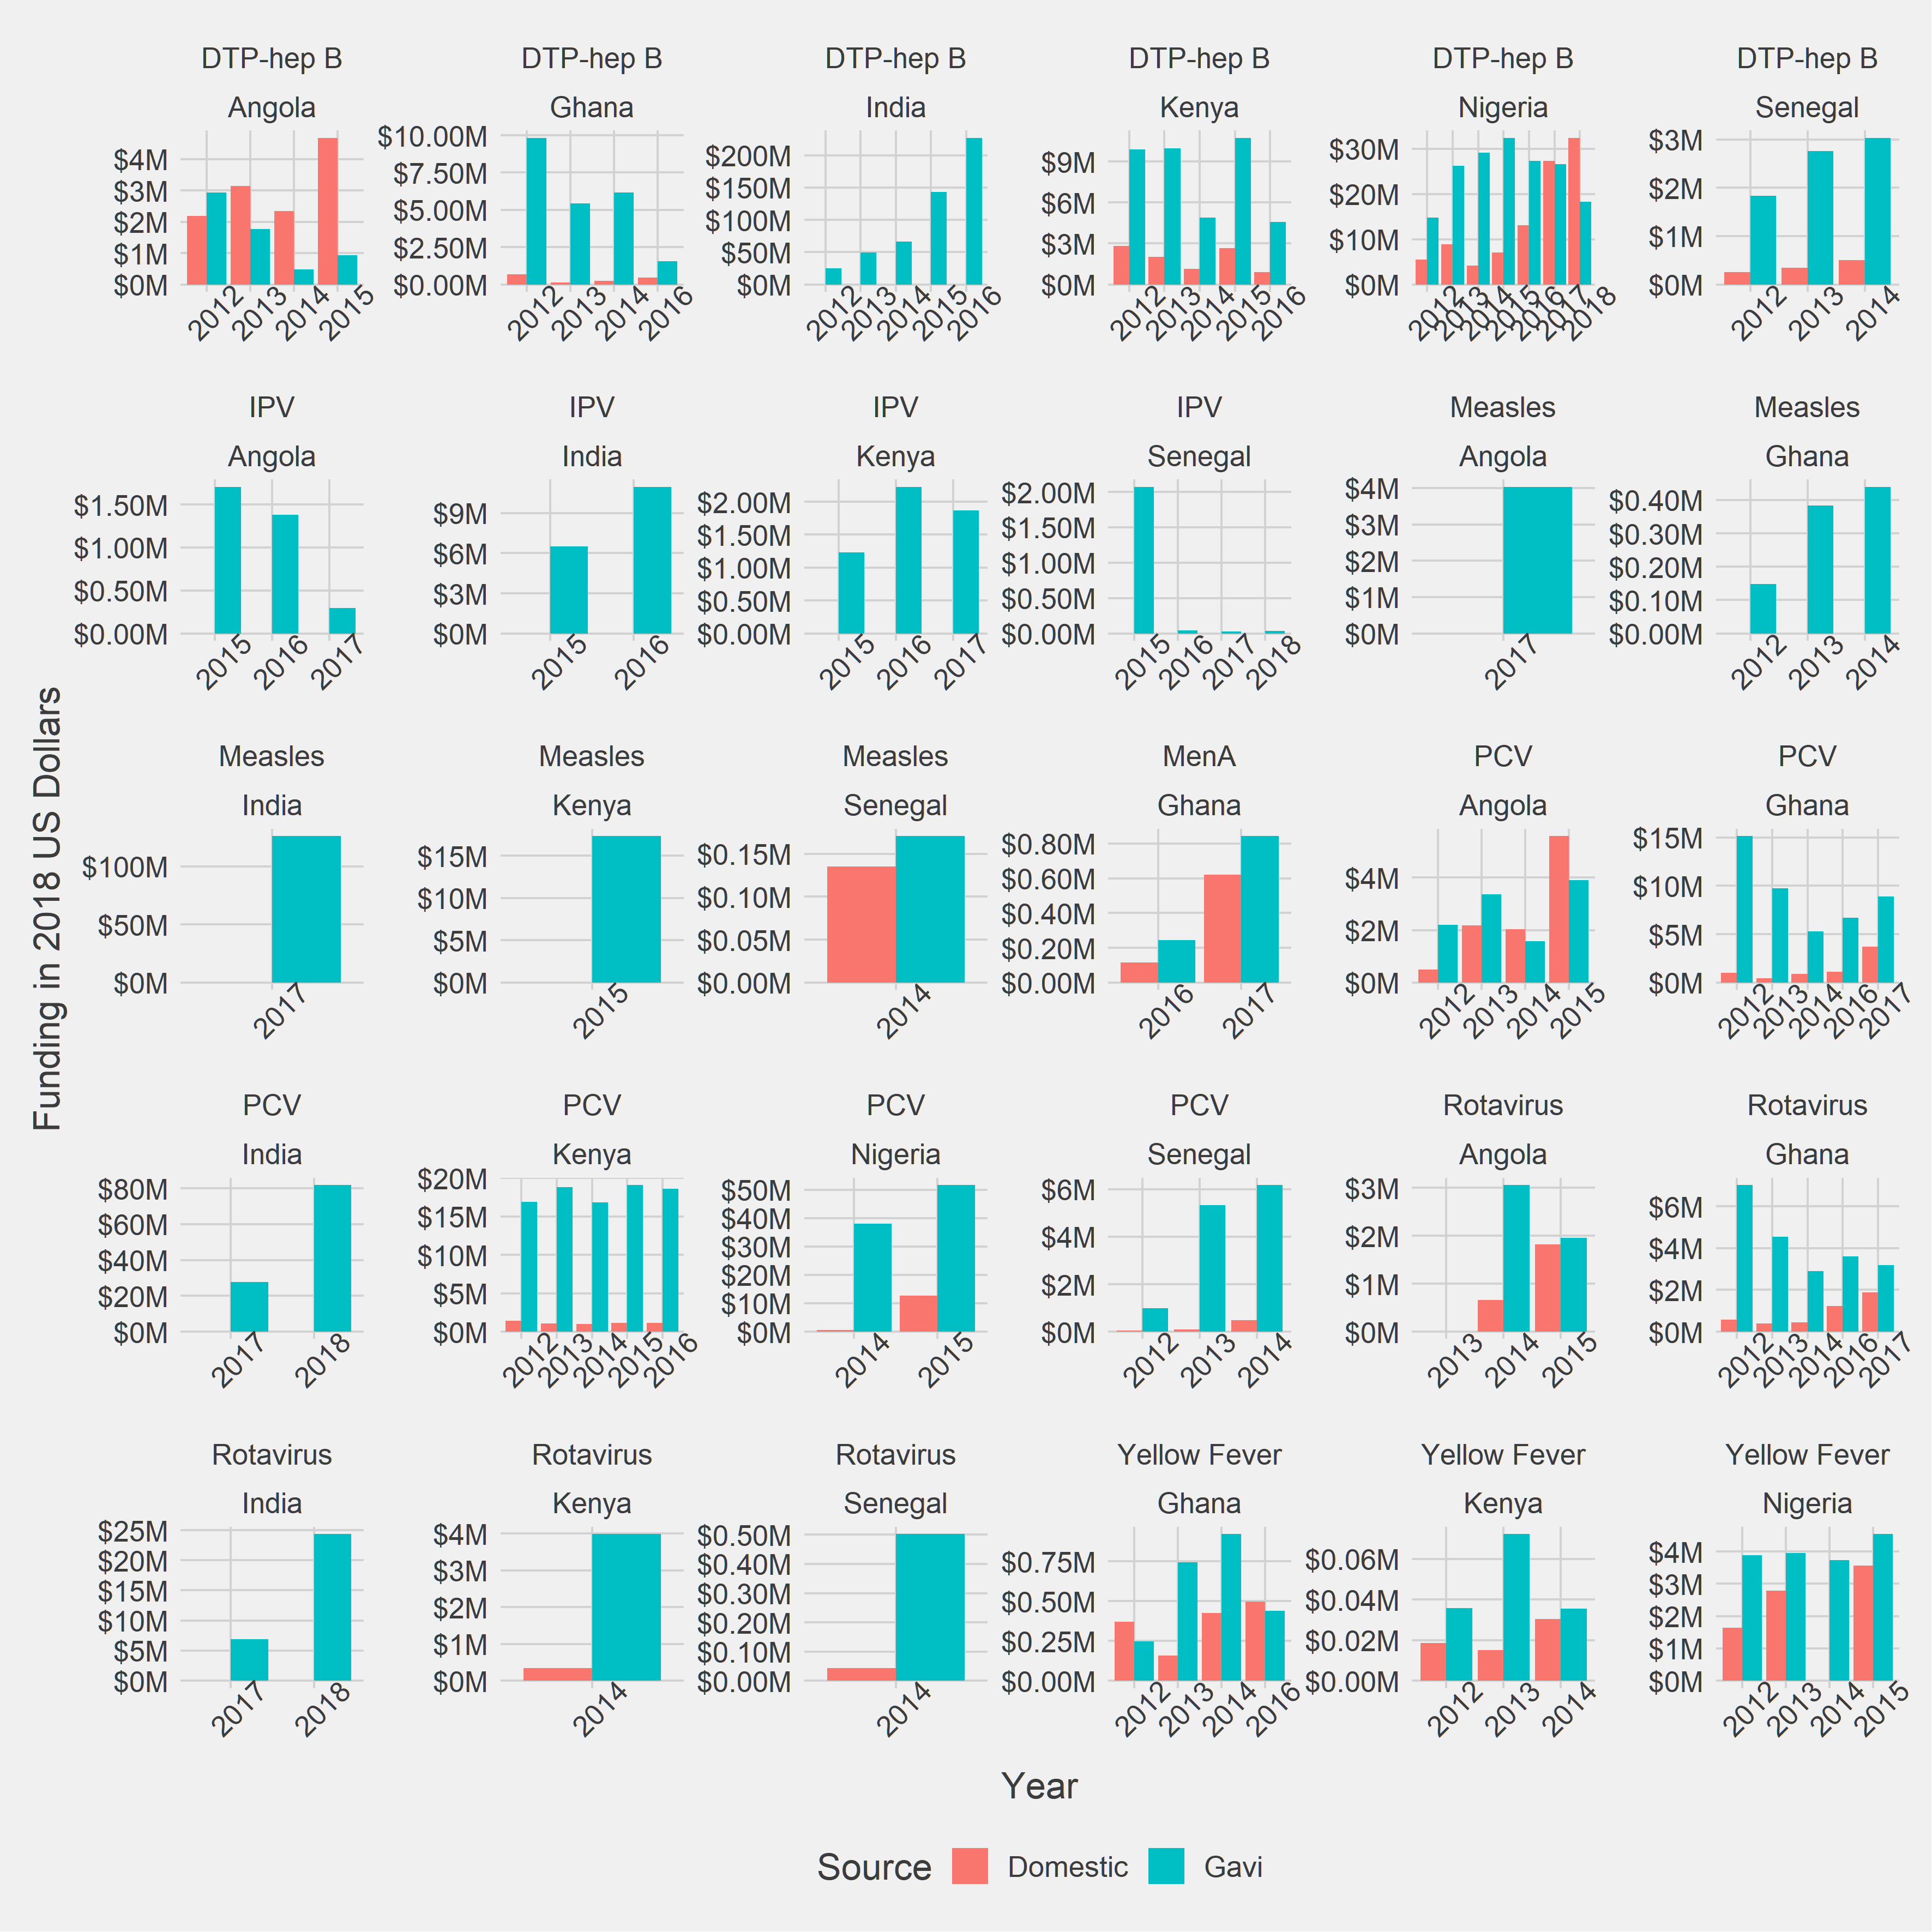 DTP-hep B DTP-hep B DTP-hep B DTP-hep B DTP-hep B DTP-hep B
Angola Ghana India Kenya Nigeria Senegal
$4M $3M $2M $1M $0M
2012 2013 2014 2015
$10.00M $7.50M $5.00M $2.50M $0.00M
2012 2013 2014 2016
$200M $150M $100M $50M $0M
2012 2013 2014 2015 2016
$9M $6M $3M $0M
2012 2013 2014 2015 2016
$30M $20M $10M $0M
2012 2013 2014 2015 2016 2017 2018
$3M $2M $1M $0M
2012 2013 2014
IPV IPV IPV IPV Measles Measles
Angola India Kenya Senegal Angola Ghana
$1.50M $1.00M $0.50M $0.00M
2015 2016 2017
$9M $6M $3M $0M
2015 2016
$2.00M $1.50M $1.00M $0.50M $0.00M
2015 2016 2017
$2.00M $1.50M $1.00M $0.50M $0.00M
2015 2016 2017 2018
$4M $3M $2M $1M $0M
2017
$0.40M $0.30M $0.20M $0.10M $0.00M
2012 2013 2014
Funding in 2018 US Dollars
Measles Measles Measles MenA PCV PCV
India Kenya Senegal Ghana Angola Ghana
$100M $50M $0M
2017
$15M $10M $5M $0M
2015
$0.15M $0.10M $0.05M $0.00M
2014
$0.80M $0.60M $0.40M $0.20M $0.00M
2016 2017
$4M $2M $0M
2012 2013 2014 2015
$15M $10M $5M $0M
2012 2013 2014 2016 2017
PCV PCV PCV PCV Rotavirus Rotavirus
India Kenya Nigeria Senegal Angola Ghana
$80M $60M $40M $20M $0M
2017 2018
$20M $15M $10M $5M $0M
2012 2013 2014 2015 2016
$50M $40M $30M $20M $10M $0M
2014 2015
$6M $4M $2M $0M
2012 2013 2014
$3M $2M $1M $0M
2013 2014 2015
$6M $4M $2M $0M
2012 2013 2014 2016 2017
Rotavirus Rotavirus Rotavirus Yellow Fever Yellow Fever Yellow Fever
India Kenya Senegal Ghana Kenya Nigeria
$25M $20M $15M $10M $5M $0M
2017 2018
$4M $3M $2M $1M $0M
2014
$0.50M $0.40M $0.30M $0.20M $0.10M $0.00M
2014
$0.75M $0.50M $0.25M $0.00M
2012 2013 2014 2016
$0.06M $0.04M $0.02M $0.00M
2012 2013 2014
$4M $3M $2M $1M $0M
2012 2013 2014 2015
Year
Source Domestic Gavi